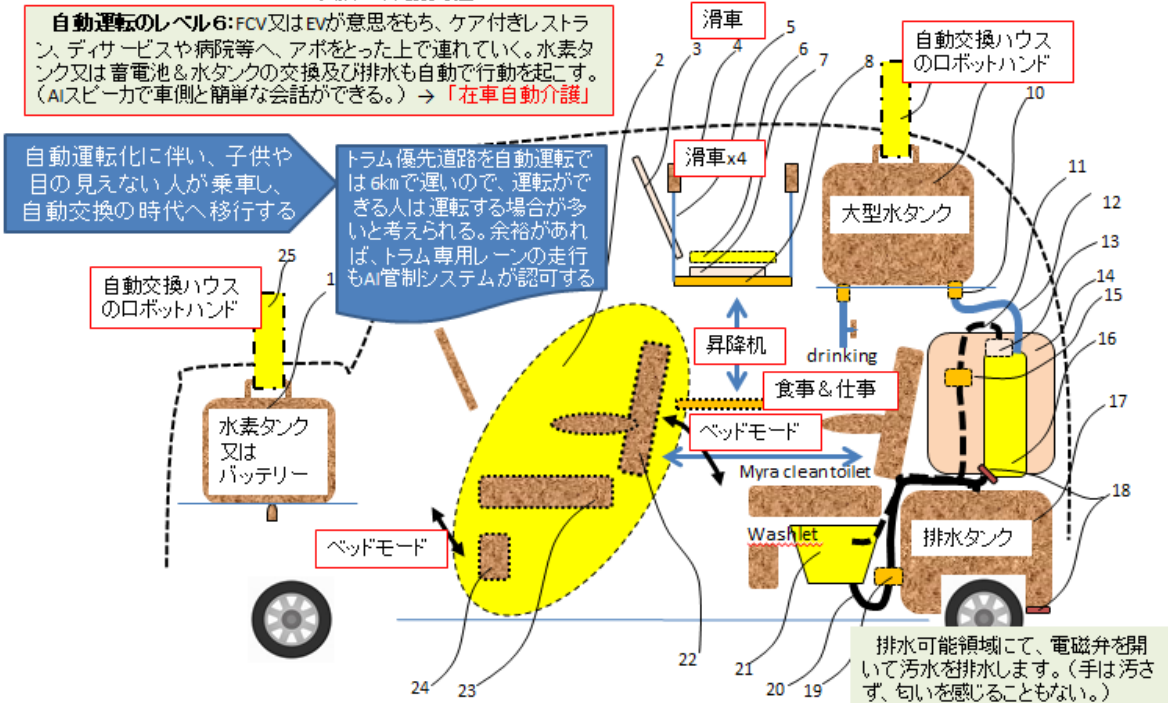 自動運転のレベル6:FCV又はEVが意思をもち、ケア付きレストラ
ン、ディサービスや病院等へ、アポをとった上で連れていく。水素タ
ンク又は蓄電池&水タンクの交換及び排水も自動で行動を起こす。
(AIスピーカで車側と簡単な会話ができる。) → 「在車自動介護」
滑車
自動交換ハウス
のロボットハンド
2
3
4
5
6
7
8
10
自動運転化に伴い、子供や
目の見えない人が乗車し、
自動交換の時代へ移行する
トラム優先道路を自動運転で
は6kmで遅いので、運転がで
きる人は運転する場合が多
いと考えられる。余裕があれ
ば、トラム専用レーンの走行
もAI管制システムが認可する
滑車x4
大型水タンク
11
12
13
14
15
16
17
18
25
1
自動交換ハウス
のロボットハンド
昇降机
drinking
食事&仕事
ベッドモード
水素タンク
又は
バッテリー
Myra clean toilet
Washlet
排水タンク
ベッドモード
24
23
22
21
20
19
排水可能領域にて、電磁弁を開
いて汚水を排水します。(手は汚さ
ず、匂いを感じることもない。)